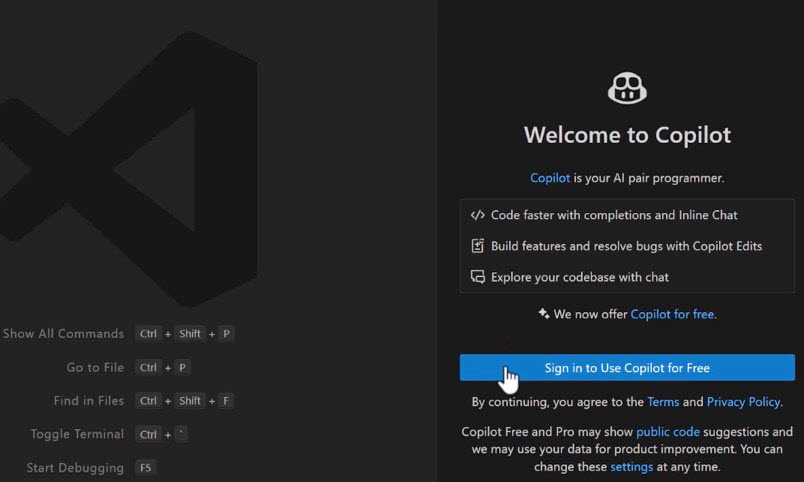 Show All Commands Ctrl + Shift + P
Go to File Ctrl + P
Find in Files Ctrl + Shift + F
Toggle Terminal Ctrl + `
Start Debugging F5
Welcome to Copilot
Copilot is your AI pair programmer.
Code faster with completions and Inline Chat
Build features and resolve bugs with Copilot Edits
Explore your codebase with chat
We now offer Copilot for free.
Sign in to Use Copilot for Free
By continuing, you agree to the Terms and Privacy Policy.
Copilot Free and Pro may show public code suggestions and
we may use your data for product improvement. You can
change these settings at any time.